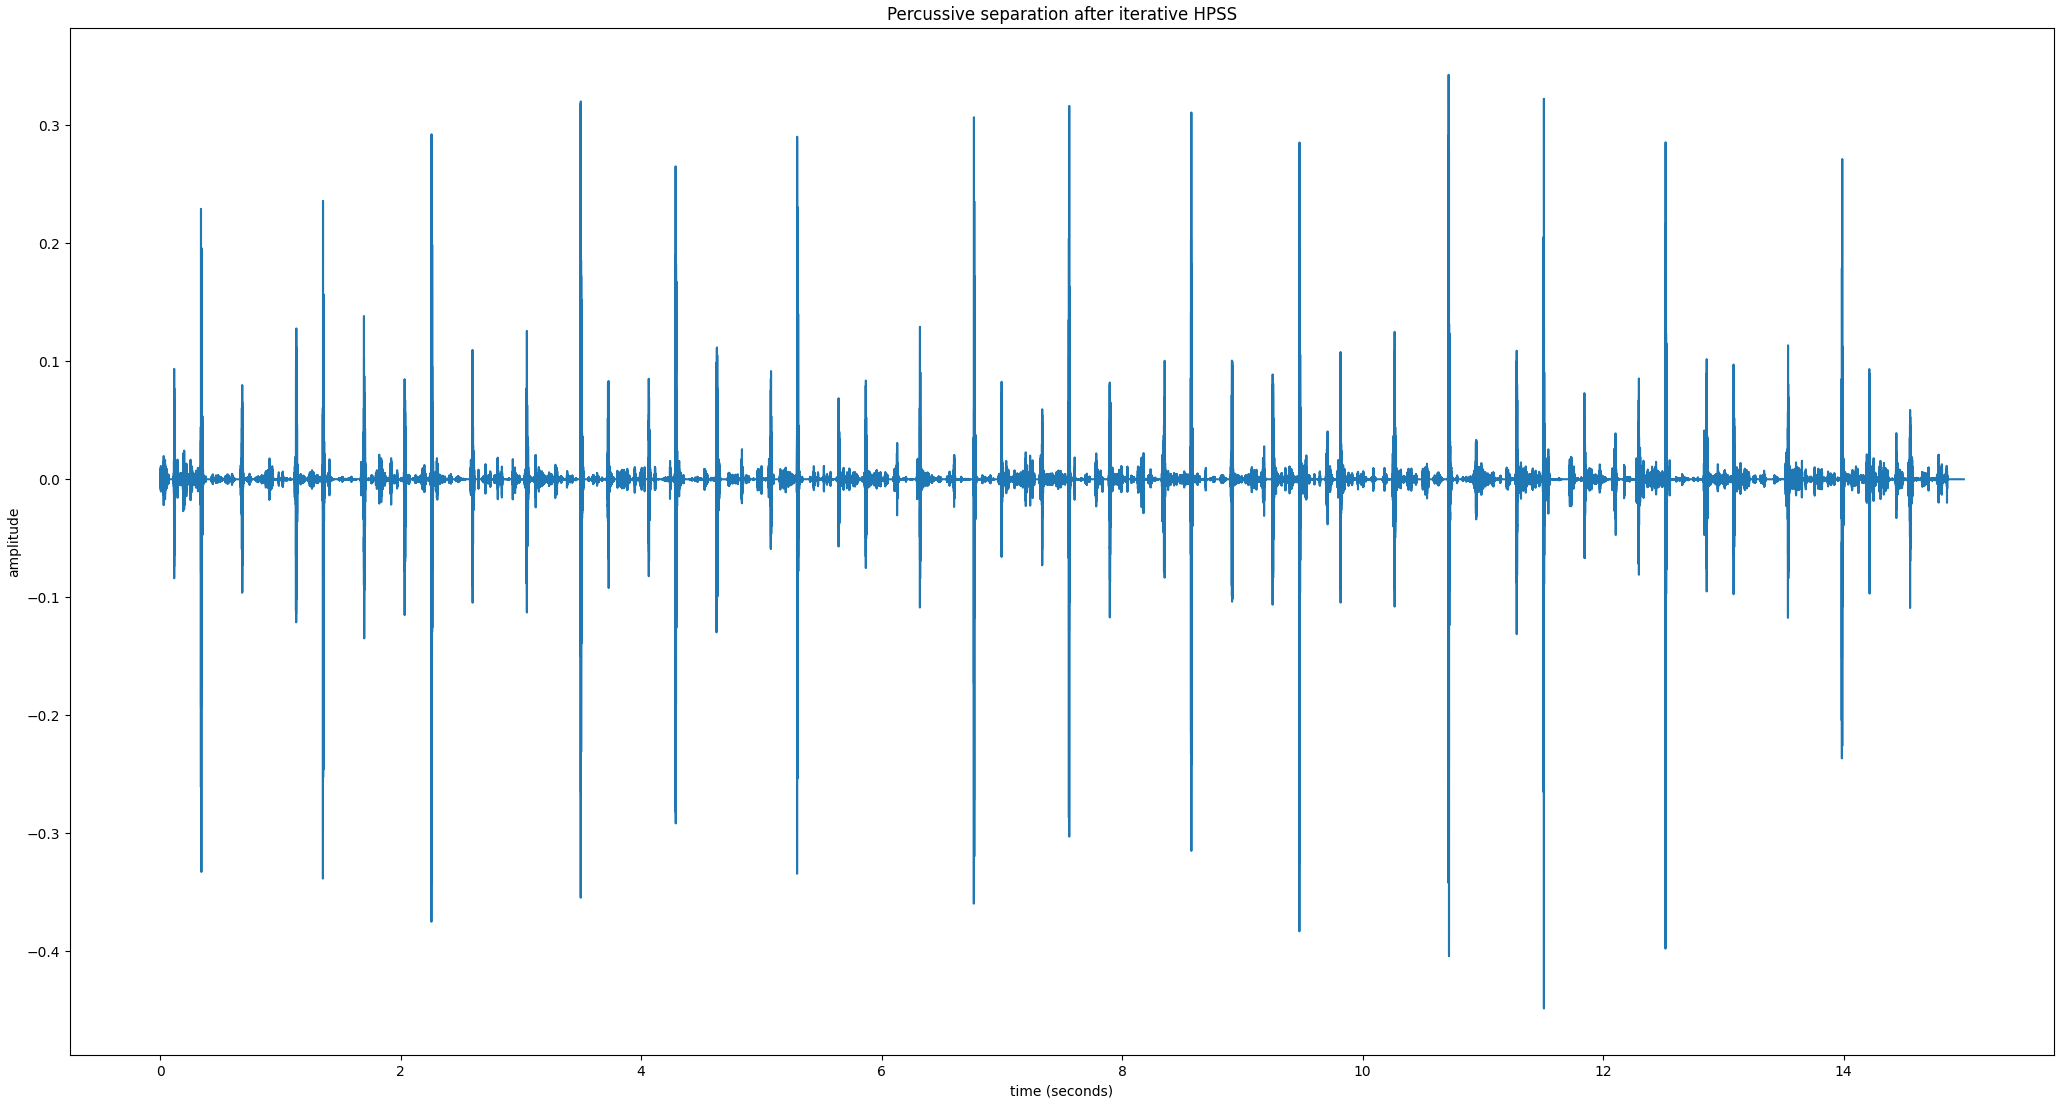 Percussive separation after iterative HPSS
0.3
0.2
0.1
0.0
−0.1
−0.2
−0.3
−0.4
amplitude
0 2 4 6 8 10 12 14
time (seconds)